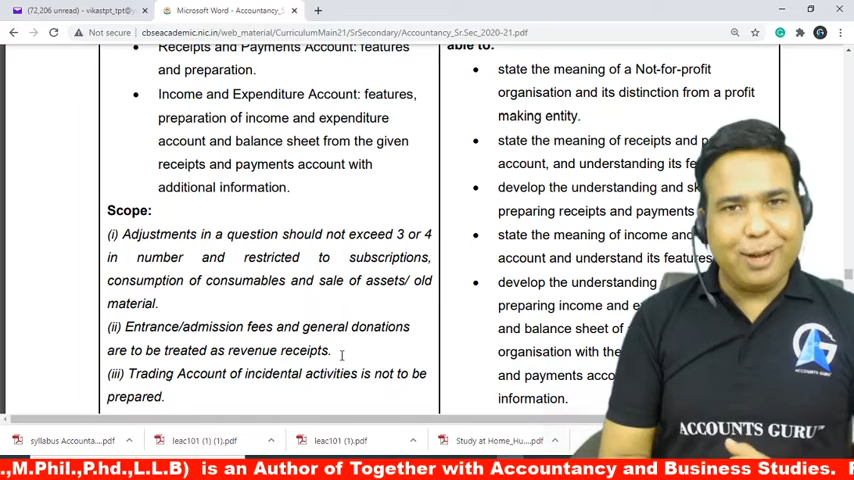 (72,206 unread) - vikastpt_tpt@y
Microsoft Word - Accountancy_S
Not secure
cbseacademic.nic.in/web_material/CurriculumMain21/SrSecondary/Accountancy_Sr.Sec_2020-21.pdf
• Receipts and Payments Account: features
and preparation.
• Income and Expenditure Account: features,
preparation of income and expenditure
account and balance sheet from the given
receipts and payments account with
additional information.
Scope:
(i) Adjustments in a question should not exceed 3 or 4
in number and restricted to subscriptions,
consumption of consumables and sale of assets/ old
material.
(ii) Entrance/admission fees and general donations
are to be treated as revenue receipts.
(iii) Trading Account of incidental activities is not to be
prepared.
able to:
• state the meaning of a Not-for-profit
organisation and its distinction from a profit
making entity.
• state the meaning of receipts and p
account, and understanding its fe
• develop the understanding and sk
preparing receipts and payments
• state the meaning of income and
account and understand its featur
• develop the understanding
preparing income and e
and balance sheet of
organisation with the
and payments acco
information.
ACCOUNTS GURU
ACCOUNTS GURU
syllabus Accounta....pdf
leac101 (1) (1).pdf
leac101 (1).pdf
Study at Home_Hu....pdf
.,M.Phil.,P.hd.,L.L.B) is an Author of Together with Accountancy and Business Studies.